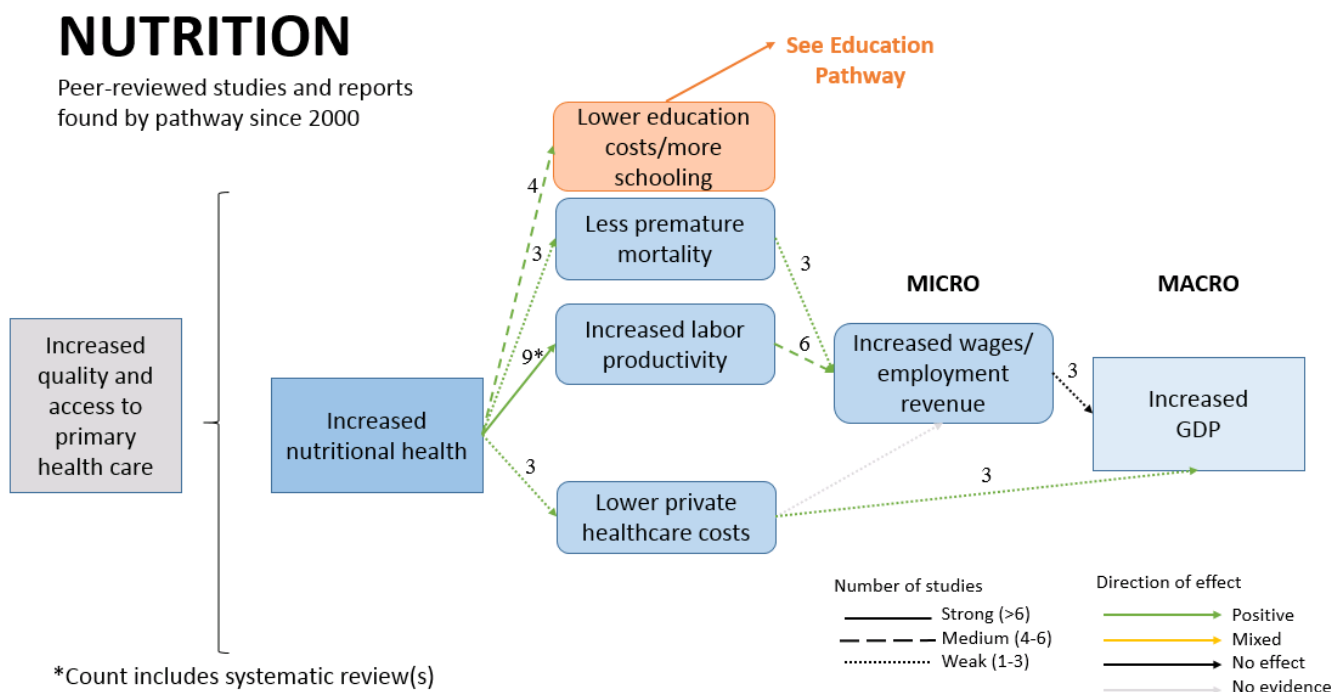 NUTRITION
Peer-reviewed studies and reports
found by pathway since 2000
See Education
Pathway
Lower education
costs/more
schooling
4
Less premature
mortality
3
3
MICRO
MACRO
Increased
quality and
access to
primary
health care
Increased labor
productivity
9*
6
Increased wages/
employment
revenue
3
Increased
GDP
Increased
nutritional health
3
Lower private
healthcare costs
3
Number of studies
Strong (>6)
Medium (4-6)
Weak (1-3)
Direction of effect
Positive
Mixed
No effect
No evidence
*Count includes systematic review(s)